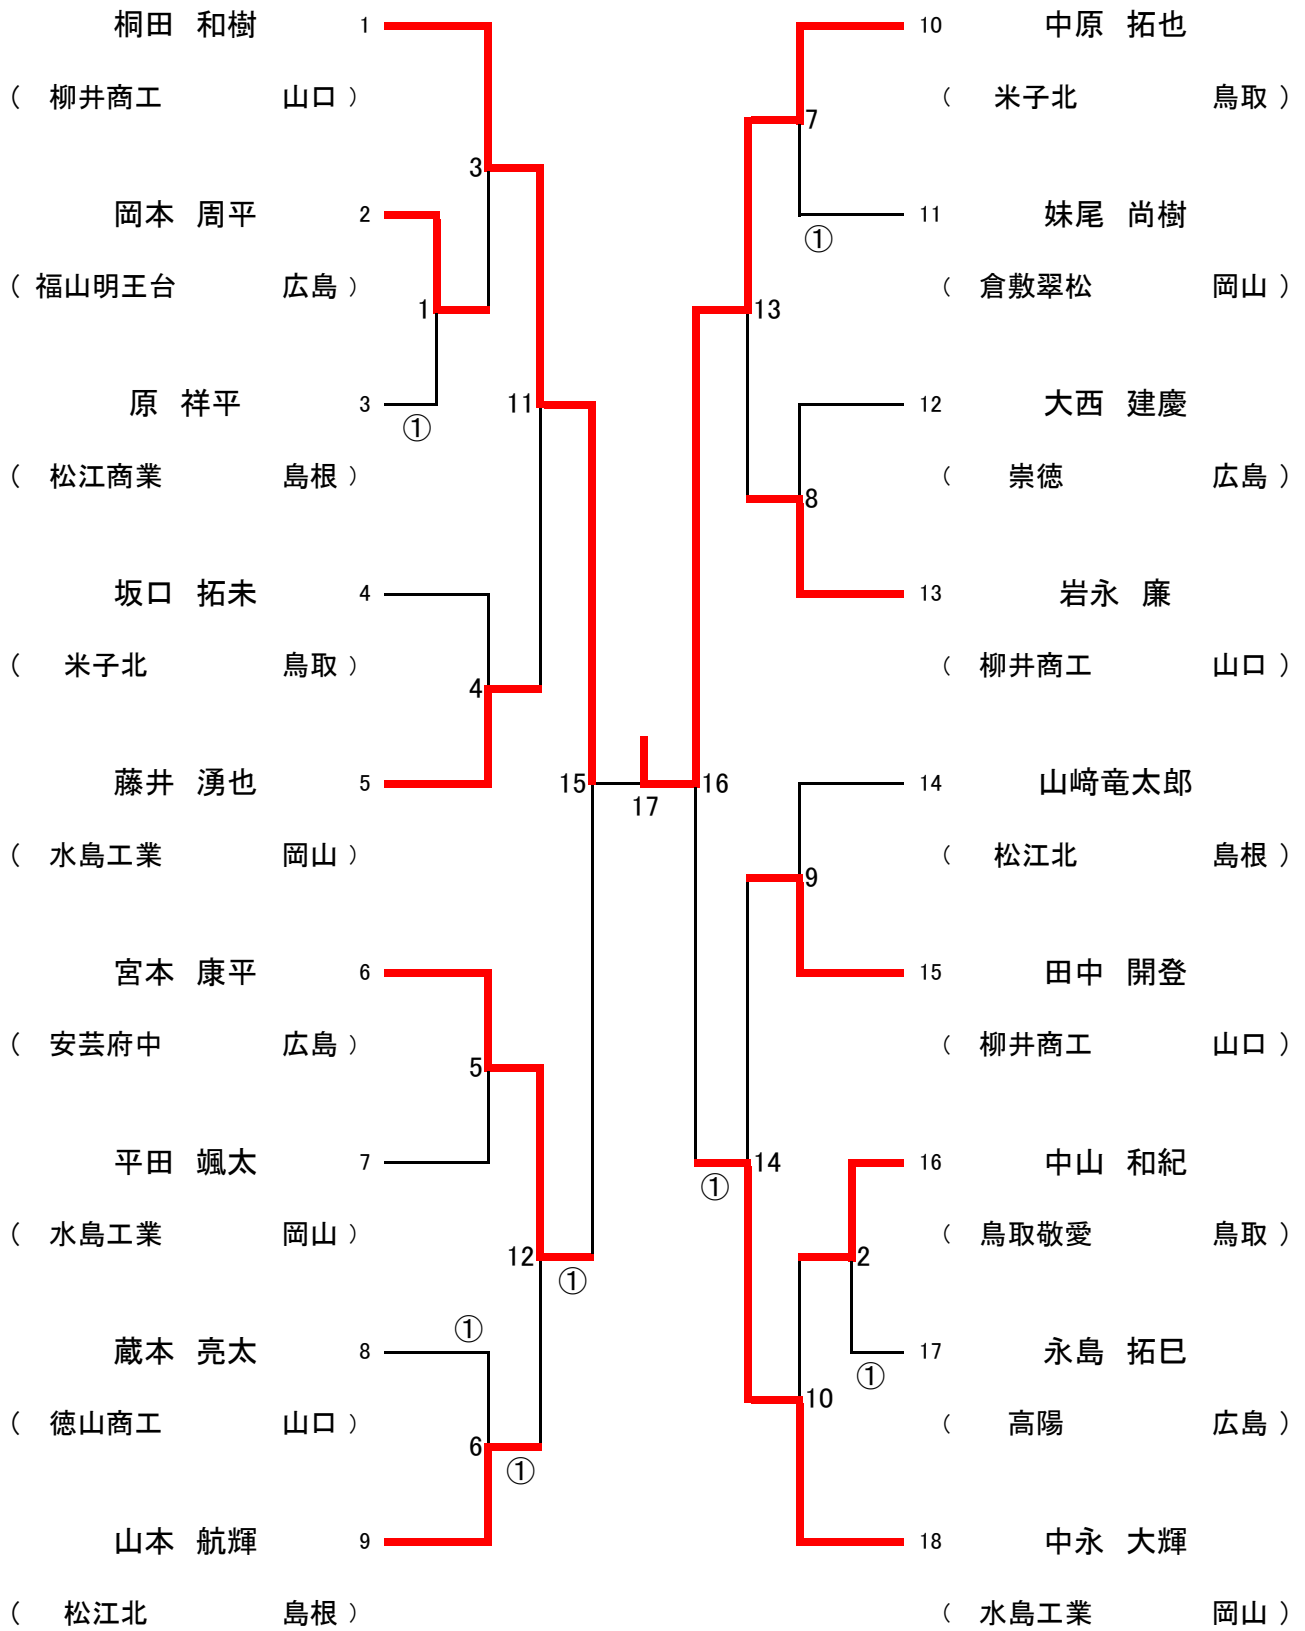 桐田 和樹 1
( 柳井商工 山口 )
3
岡本 周平 2
( 福山明王台 広島 )
1
原 祥平 3
①
11
( 松江商業 島根 )
坂口 拓未 4
( 米子北 鳥取 )
4
藤井 湧也 5
15
( 水島工業 岡山 )
宮本 康平 6
( 安芸府中 広島 )
5
平田 颯太 7
( 水島工業 岡山 )
12
①
①
蔵本 亮太 8
( 徳山商工 山口 )
6
①
山本 航輝 9
( 松江北 島根 )
17
10 中原 拓也
( 米子北 鳥取 )
7
11 妹尾 尚樹
①
( 倉敷翠松 岡山 )
13
12 大西 建慶
( 崇徳 広島 )
8
13 岩永 廉
( 柳井商工 山口 )
16
14 山﨑竜太郎
( 松江北 島根 )
9
15 田中 開登
( 柳井商工 山口 )
14
①
16 中山 和紀
( 鳥取敬愛 鳥取 )
2
17 永島 拓巳
①
10
( 高陽 広島 )
18 中永 大輝
( 水島工業 岡山 )